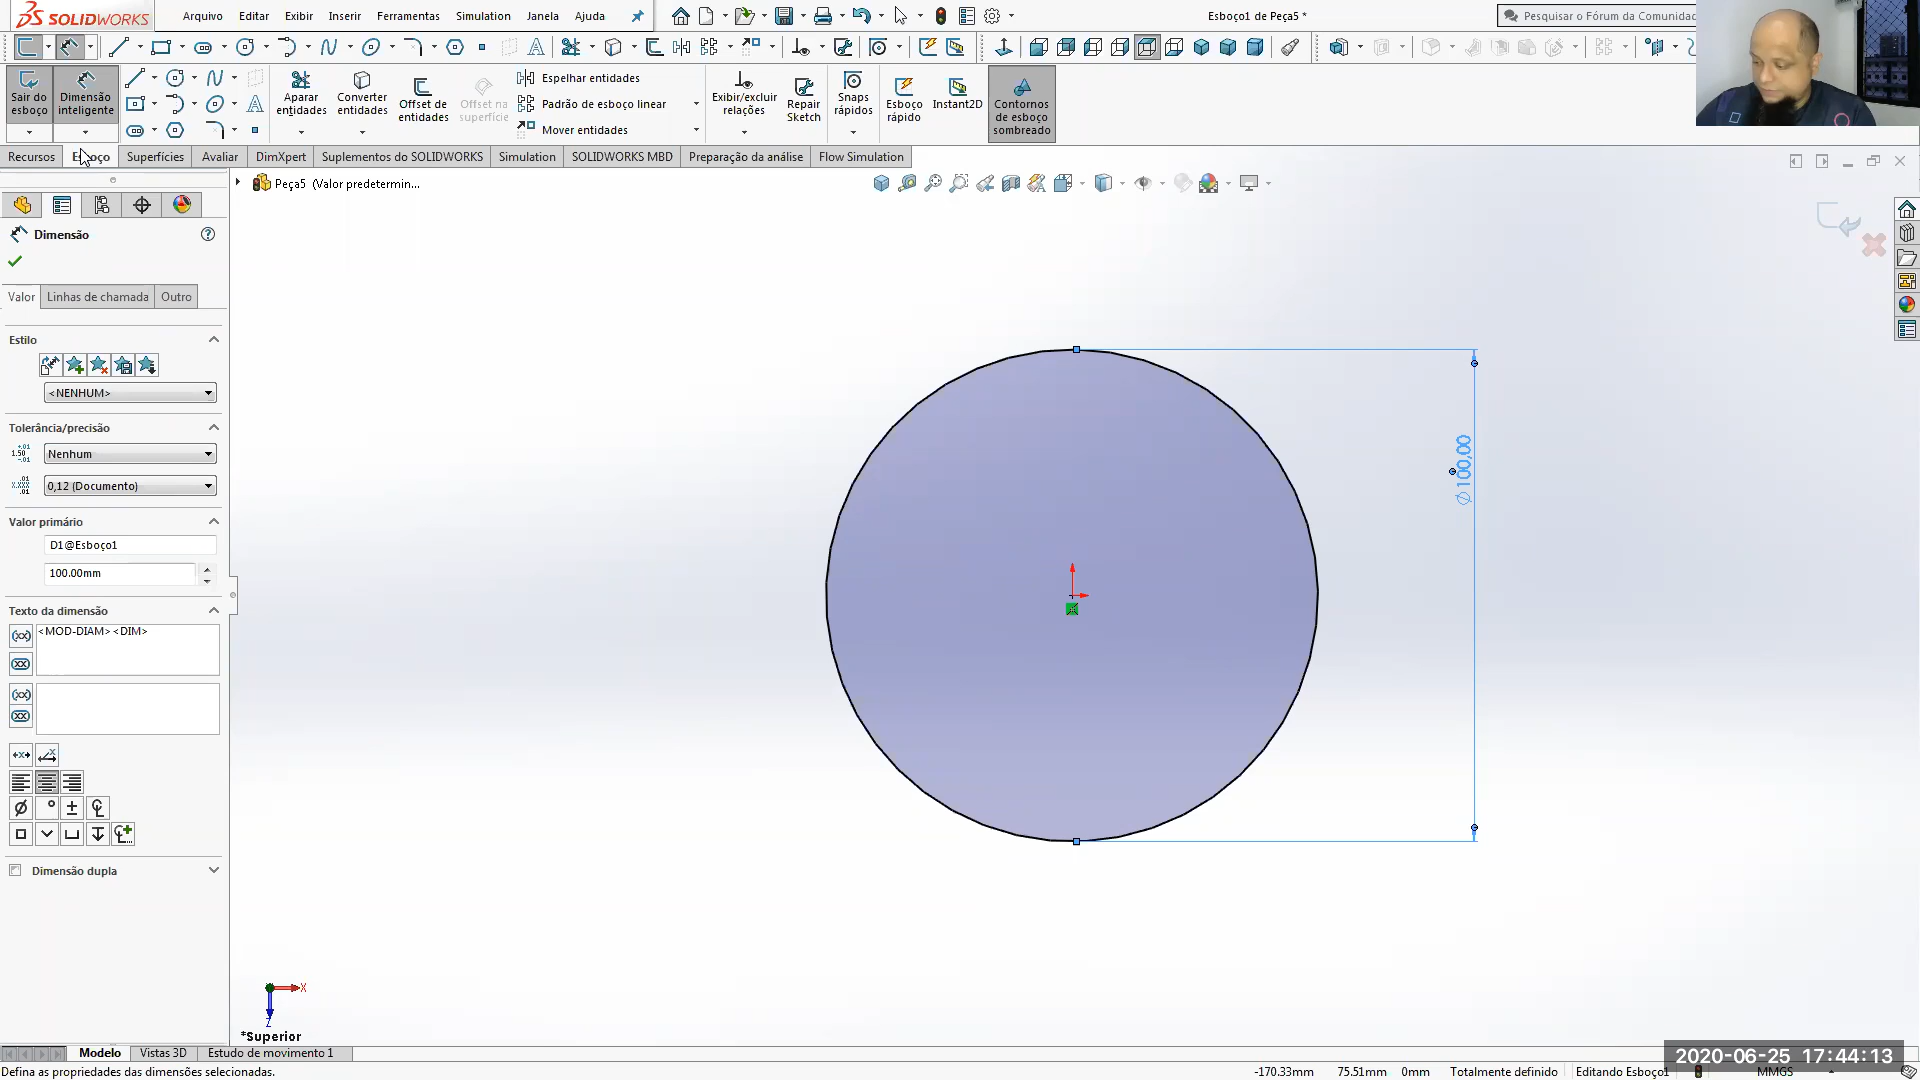 SOLIDWORKS
Arquivo Editar Exibir Inserir Ferramentas Simulation Janela Ajuda
Esboço1 de Peça5 *
Pesquisar o Fórum da Comunidac
Sair do esboço
Dimensão inteligente
Aparar entidades
Converter entidades
Offset de entidades
Offset na superfície
Espelhar entidades
Padrão de esboço linear
Mover entidades
Exibir/excluir relações
Repair Sketch
Snaps rápidos
Esboço rápido
Instant2D
Contornos de esboço sombreado
Recursos Esboço Superfícies Avaliar DimXpert Suplementos do SOLIDWORKS Simulation SOLIDWORKS MBD Preparação da análise Flow Simulation
Peça5 (Valor predetermin...
Dimensão
Valor Linhas de chamada Outro
Estilo
<NENHUM>
Tolerância/precisão
Nenhum
0,12 (Documento)
Valor primário
D1@Esboço1
100.00mm
Texto da dimensão
<MOD-DIAM><DIM>
Dimensão dupla
∅100,00
X
Z
*Superior
Modelo Vistas 3D Estudo de movimento 1
2020-06-25 17:44:13
Defina as propriedades das dimensões selecionadas.
-170.33mm 75.51mm 0mm Totalmente definido Editando Esboço1 MMGS